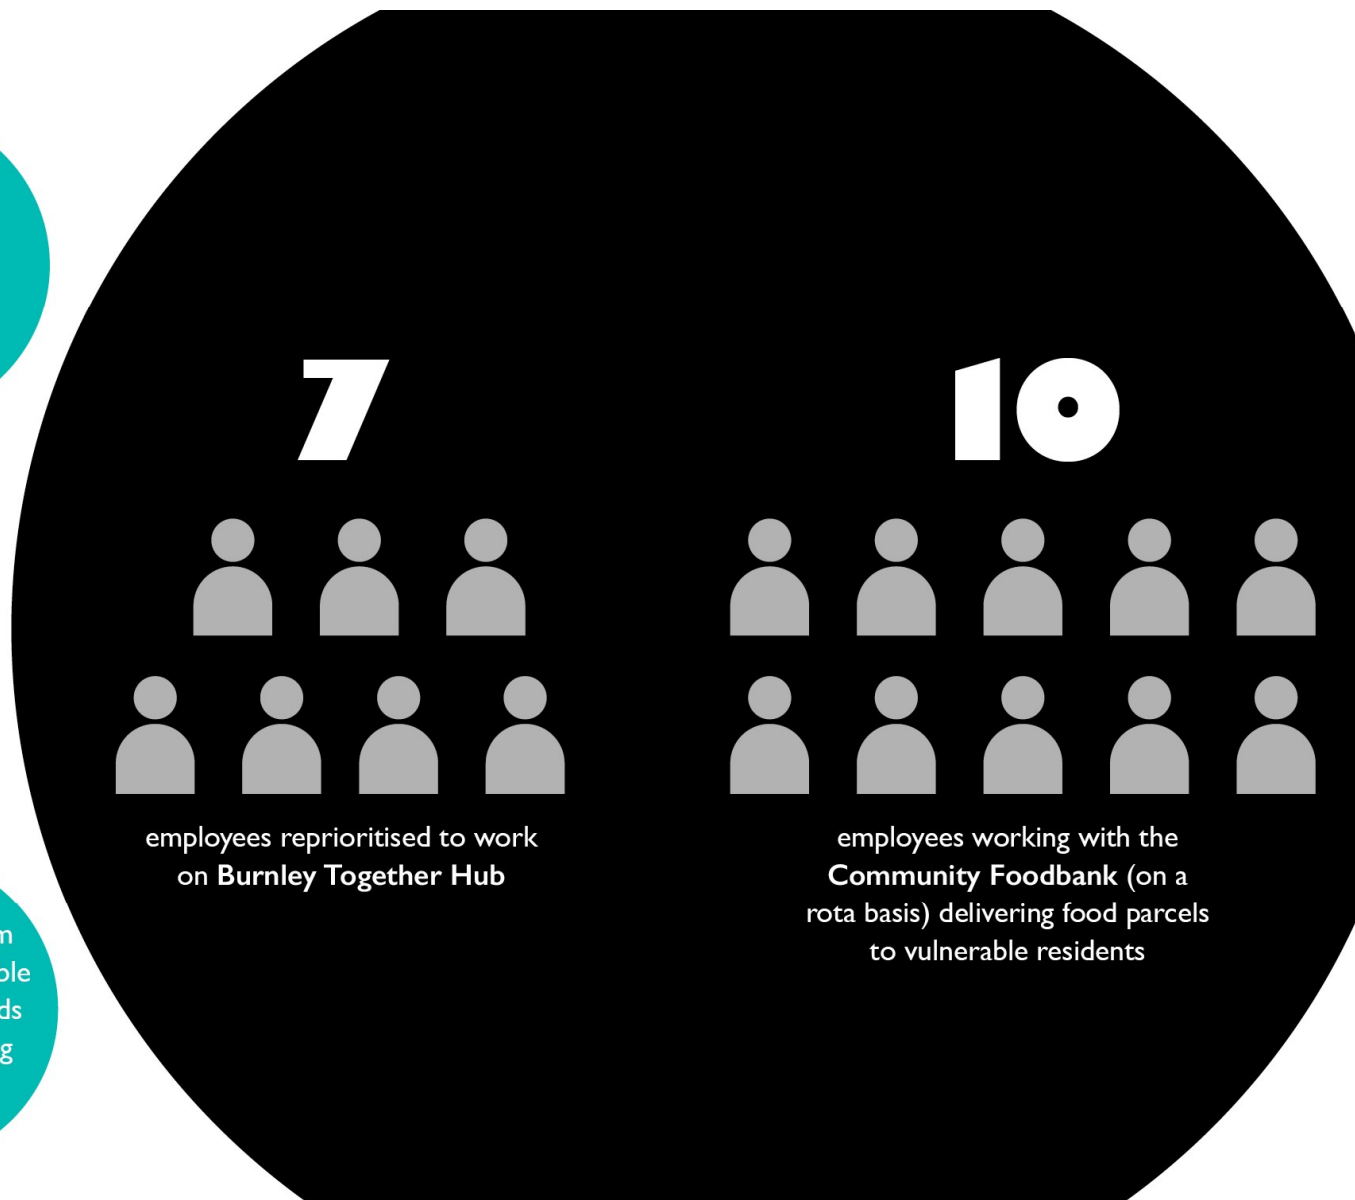 7
employees reprioritised to work
on Burnley Together Hub
10
employees working with the
Community Foodbank (on a
rota basis) delivering food parcels
to vulnerable residents